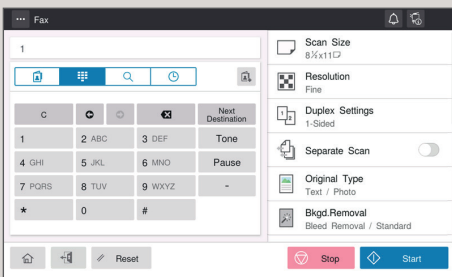 Fax
1
Scan Size
8½x11
Resolution
Fine
C
Next
Destination
Duplex Settings
1-Sided
1
2 ABC
3 DEF
Tone
Separate Scan
4 GHI
5 JKL
6 MNO
Pause
Original Type
Text / Photo
7 PQRS
8 TUV
9 WXYZ
-
Bkgd.Removal
Bleed Removal / Standard
*
0
#
Reset
Stop
Start